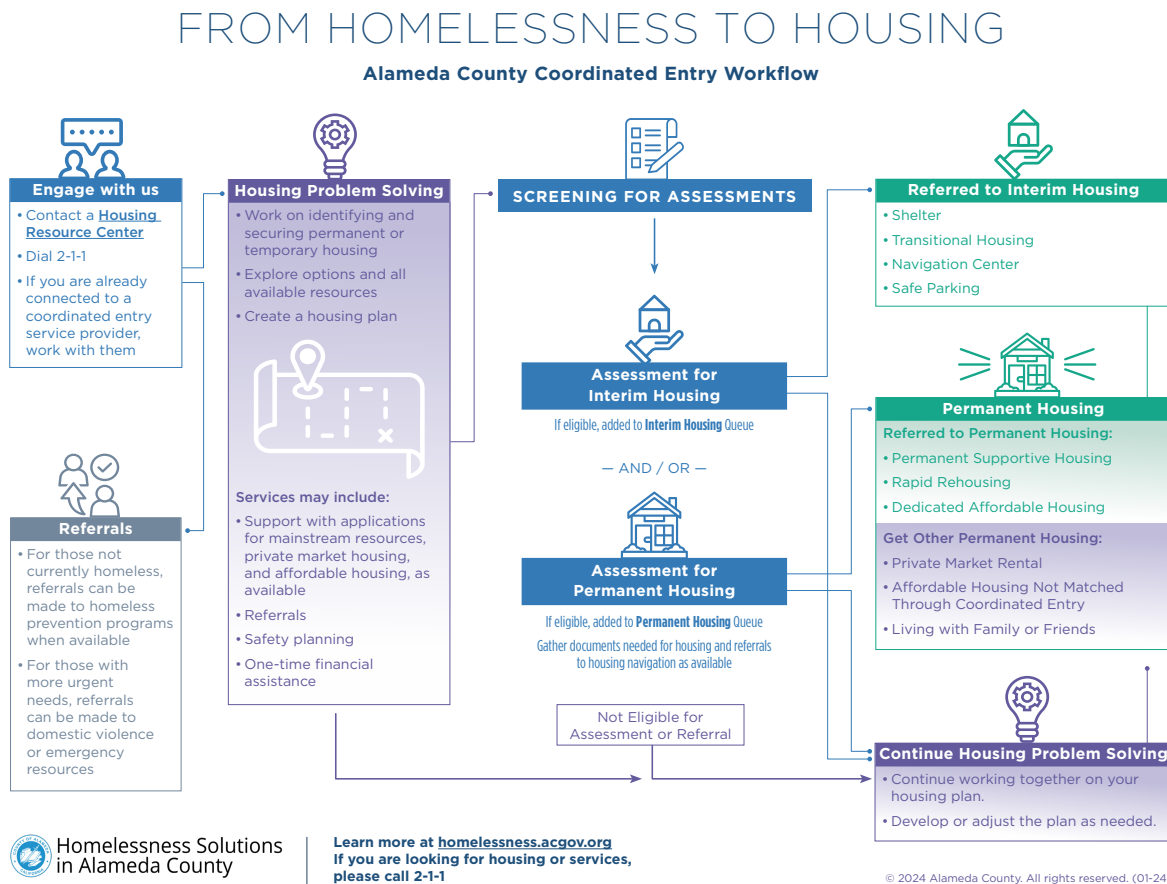 FROM HOMELESSNESS TO HOUSING
Alameda County Coordinated Entry Workflow
Engage with us
• Contact a Housing
Resource Center
• Dial 2-1-1
• If you are already
connected to a
coordinated entry
service provider,
work with them
Referrals
• For those not
currently homeless,
referrals can be
made to homeless
prevention programs
when available
• For those with
more urgent
needs, referrals
can be made to
domestic violence
or emergency
resources
Housing Problem Solving
• Work on identifying and
securing permanent or
temporary housing
• Explore options and all
available resources
• Create a housing plan
Services may include:
• Support with applications
for mainstream resources,
private market housing,
and affordable housing, as
available
• Referrals
• Safety planning
• One-time financial
assistance
SCREENING FOR ASSESSMENTS
Assessment for
Interim Housing
If eligible, added to Interim Housing Queue
— AND / OR —
Assessment for
Permanent Housing
If eligible, added to Permanent Housing Queue
Gather documents needed for housing and referrals
to housing navigation as available
Not Eligible for
Assessment or Referral
Referred to Interim Housing
• Shelter
• Transitional Housing
• Navigation Center
• Safe Parking
Permanent Housing
Referred to Permanent Housing:
• Permanent Supportive Housing
• Rapid Rehousing
• Dedicated Affordable Housing
Get Other Permanent Housing:
• Private Market Rental
• Affordable Housing Not Matched
Through Coordinated Entry
• Living with Family or Friends
Continue Housing Problem Solving
• Continue working together on your
housing plan.
• Develop or adjust the plan as needed.
Homelessness Solutions
in Alameda County
Learn more at homelessness.acgov.org
If you are looking for housing or services,
please call 2-1-1
© 2024 Alameda County. All rights reserved. (01-24